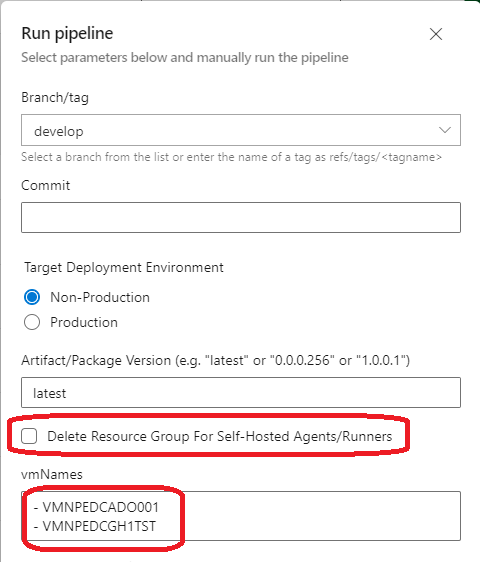 Run pipeline
Select parameters below and manually run the pipeline
Branch/tag
develop
Select a branch from the list or enter the name of a tag as refs/tags/<tagname>
Commit
Target Deployment Environment
Non-Production
Production
Artifact/Package Version (e.g. "latest" or "0.0.0.256" or "1.0.0.1")
latest
Delete Resource Group For Self-Hosted Agents/Runners
vmNames
- VMNPEDCADO001
- VMNPEDCGH1TST